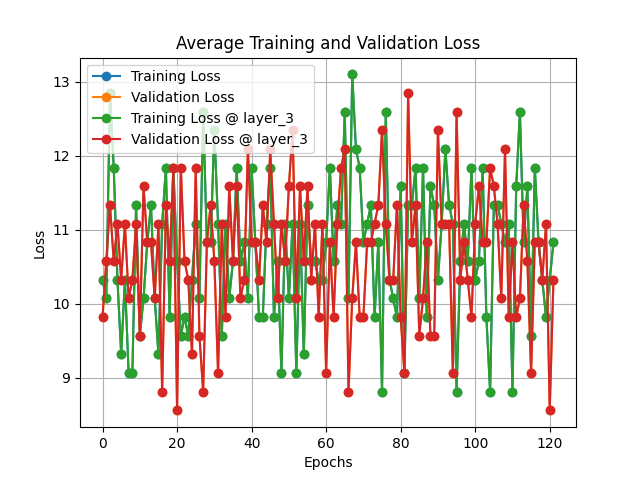 Average Training and Validation Loss
Training Loss
Validation Loss
Training Loss @ layer_3
Validation Loss @ layer_3
13
12
11
10
9
Loss
0
20
40
60
80
100
120
Epochs